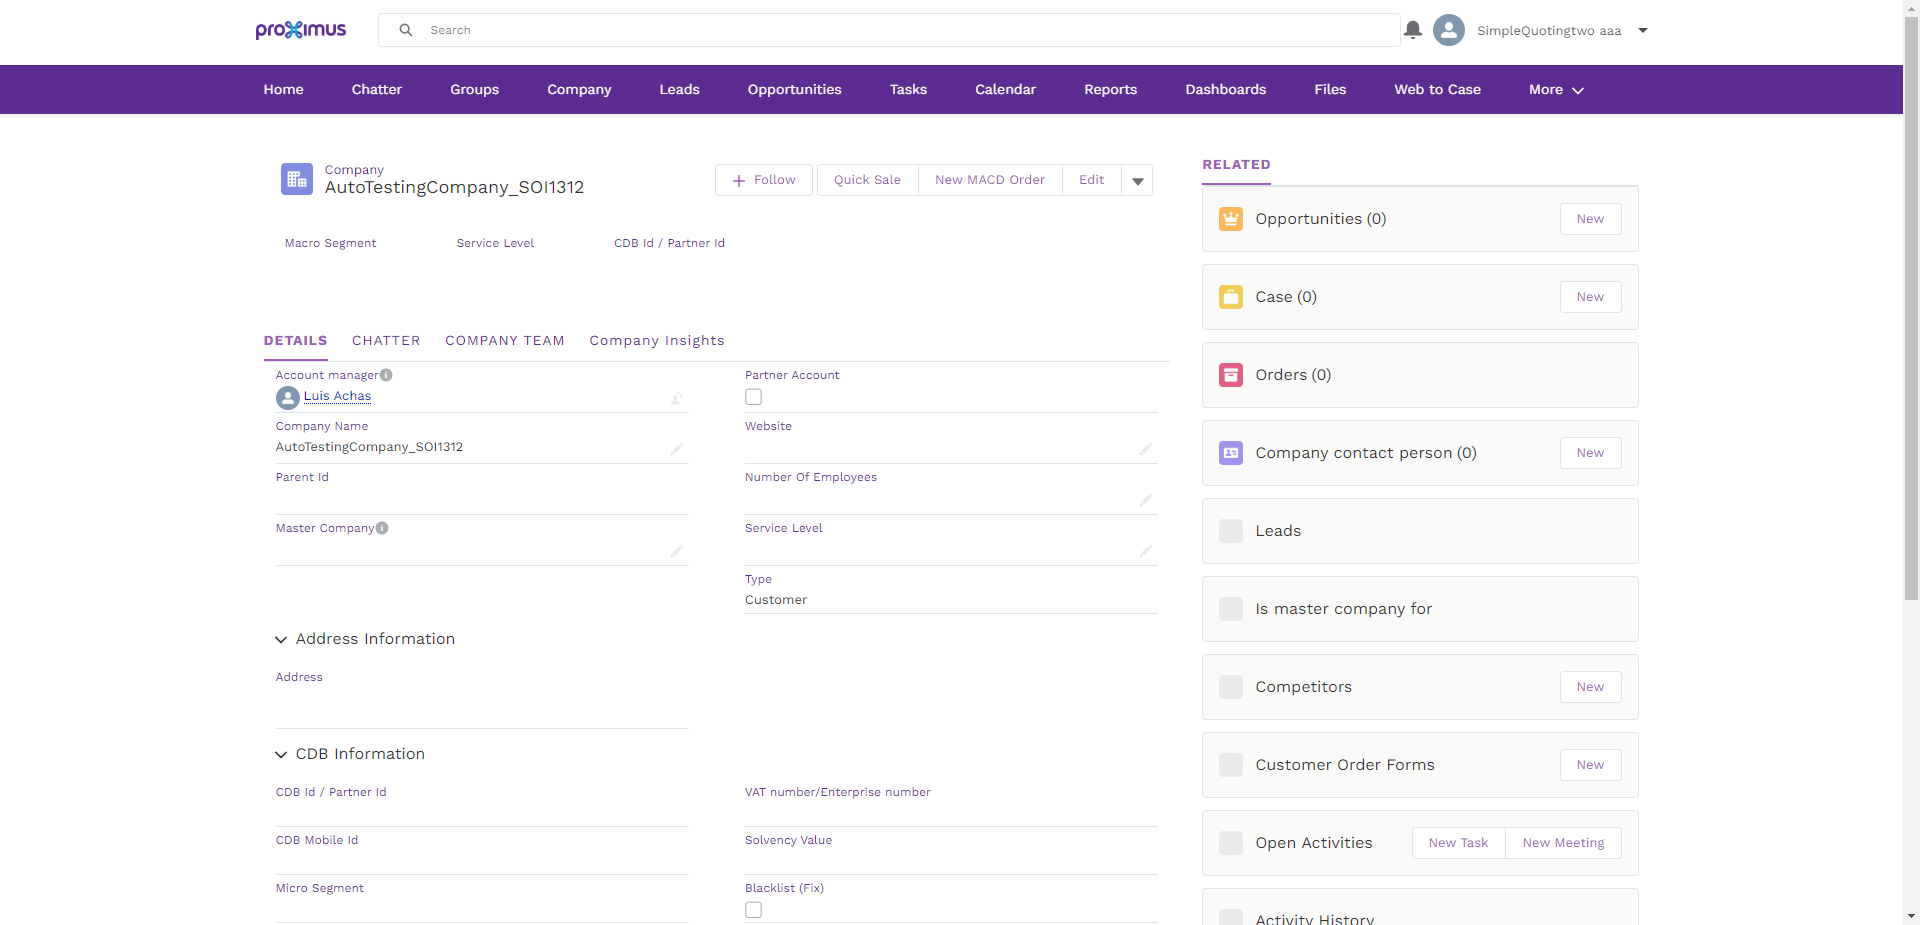 proximus
Search
SimpleQuotingtwo aaa
Home Chatter Groups Company Leads Opportunities Tasks Calendar Reports Dashboards Files Web to Case More
Company
AutoTestingCompany_SOI1312
Follow Quick Sale New MACD Order Edit
Macro Segment Service Level CDB Id / Partner Id
DETAILS CHATTER COMPANY TEAM Company Insights
Account manager
Luis Achas
Partner Account
Company Name
AutoTestingCompany_SOI1312
Website
Parent Id
Number Of Employees
Master Company
Service Level
Type
Customer
Address Information
Address
CDB Information
CDB Id / Partner Id
VAT number/Enterprise number
CDB Mobile Id
Solvency Value
Micro Segment
Blacklist (Fix)
RELATED
Opportunities (0) New
Case (0) New
Orders (0)
Company contact person (0) New
Leads
Is master company for
Competitors New
Customer Order Forms New
Open Activities New Task New Meeting
Activity History